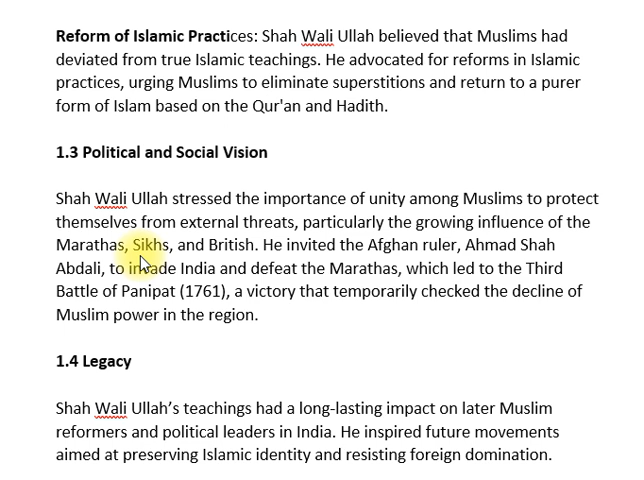 Reform of Islamic Practices: Shah Wali Ullah believed that Muslims had
deviated from true Islamic teachings. He advocated for reforms in Islamic
practices, urging Muslims to eliminate superstitions and return to a purer
form of Islam based on the Qur'an and Hadith.
1.3 Political and Social Vision
Shah Wali Ullah stressed the importance of unity among Muslims to protect
themselves from external threats, particularly the growing influence of the
Marathas, Sikhs, and British. He invited the Afghan ruler, Ahmad Shah
Abdali, to invade India and defeat the Marathas, which led to the Third
Battle of Panipat (1761), a victory that temporarily checked the decline of
Muslim power in the region.
1.4 Legacy
Shah Wali Ullah’s teachings had a long-lasting impact on later Muslim
reformers and political leaders in India. He inspired future movements
aimed at preserving Islamic identity and resisting foreign domination.